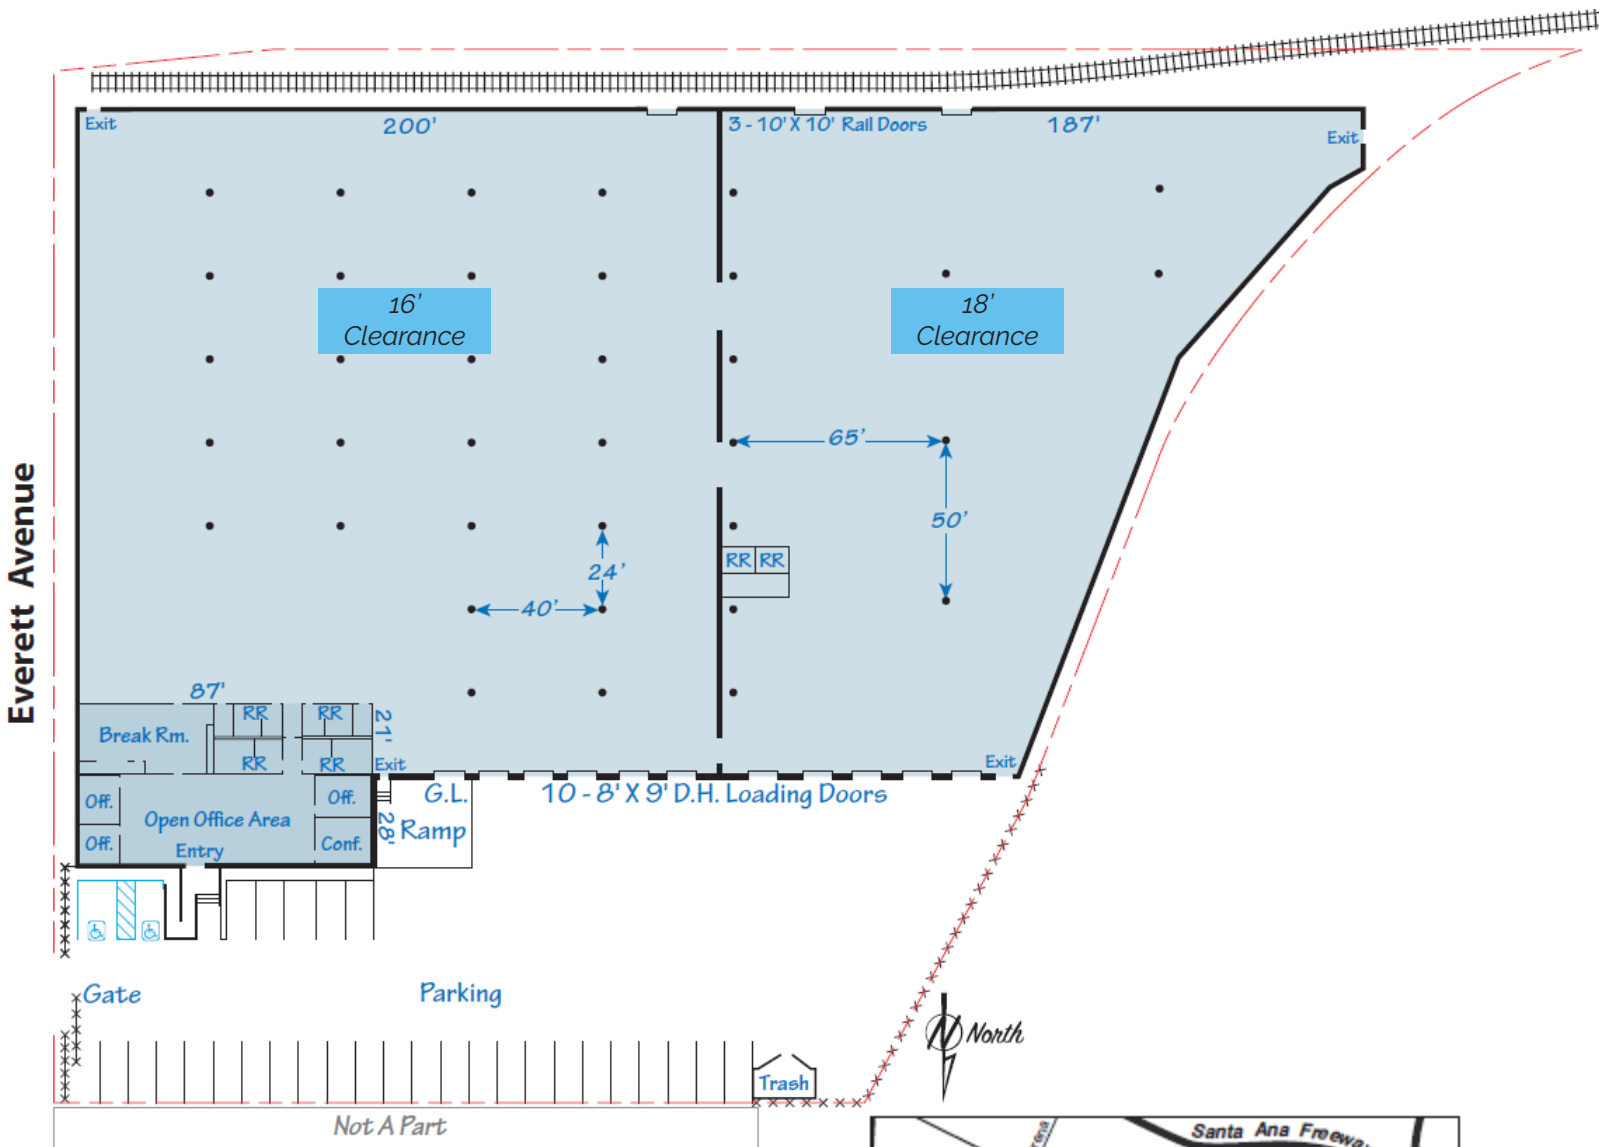 Exit
200'
3 - 10' X 10' Rail Doors
187'
Exit
16'
Clearance
18'
Clearance
65'
50'
RR RR
24'
40'
Everett Avenue
87'
Break Rm.
RR
RR
21'
RR
RR
Exit
Exit
Off.
Off.
G.L.
Ramp
10 - 8' X 9' D.H. Loading Doors
Open Office Area
28'
Off.
Entry
Conf.
Gate
Parking
North
Trash
Not A Part
Santa Ana